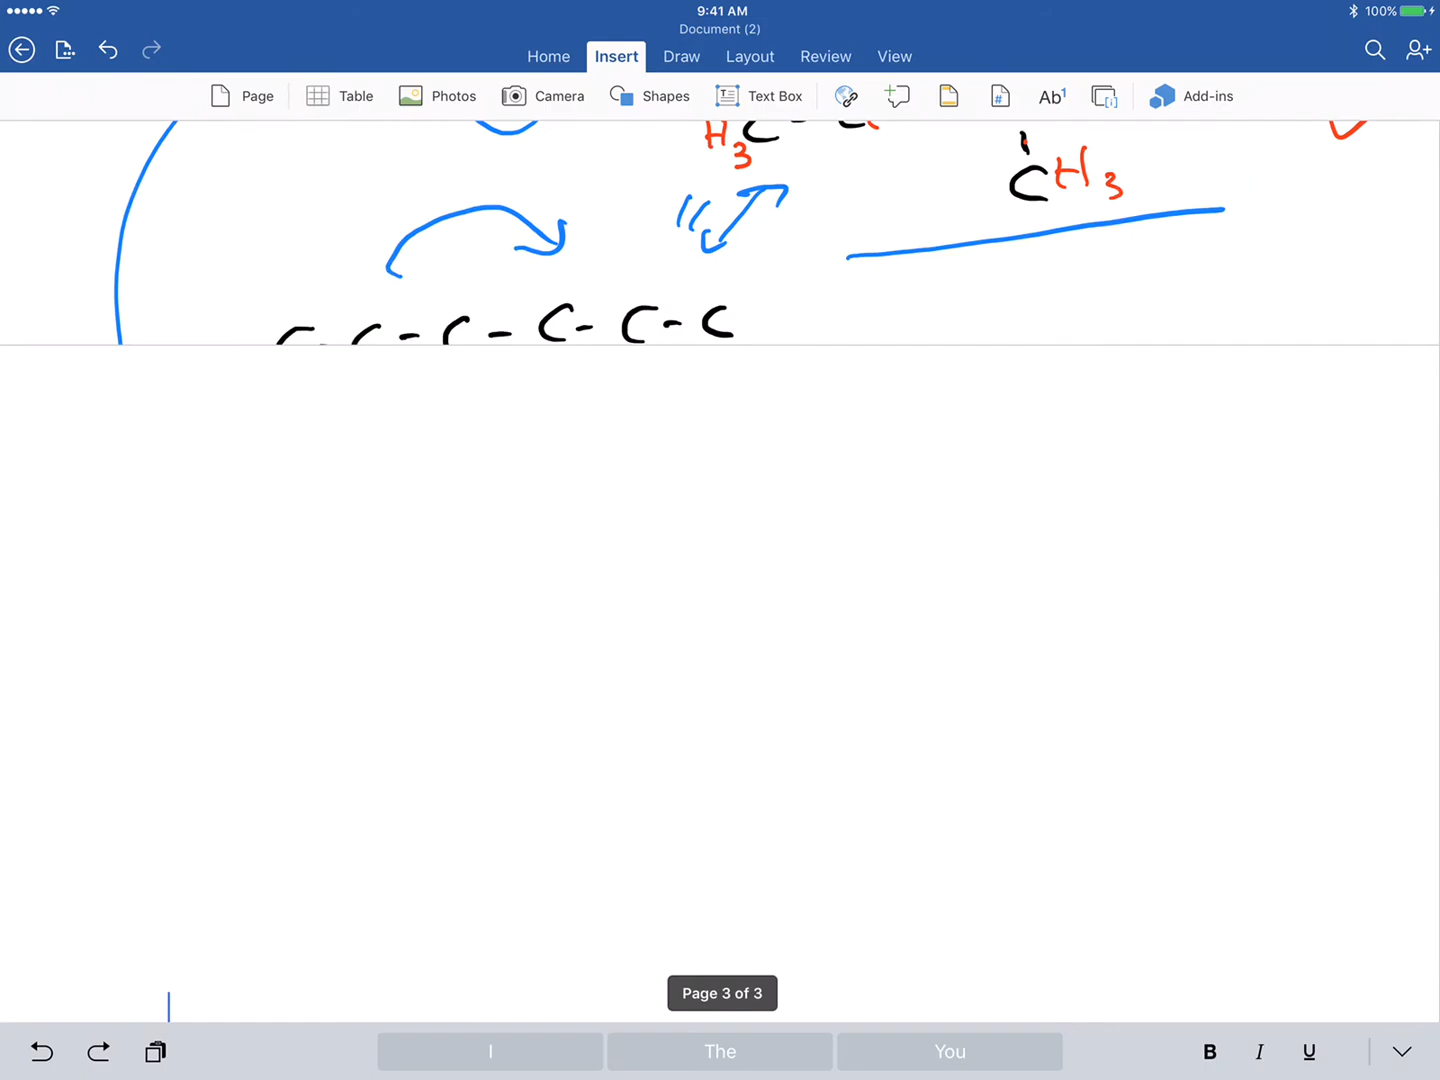 9:41 AM
100%
Document (2)
Home Insert Draw Layout Review View
Page Table Photos Camera Shapes Text Box Ab¹ Add-ins
H₃C - C
CH₃
C - C - C - C - C - C
Page 3 of 3
I The You
B I U